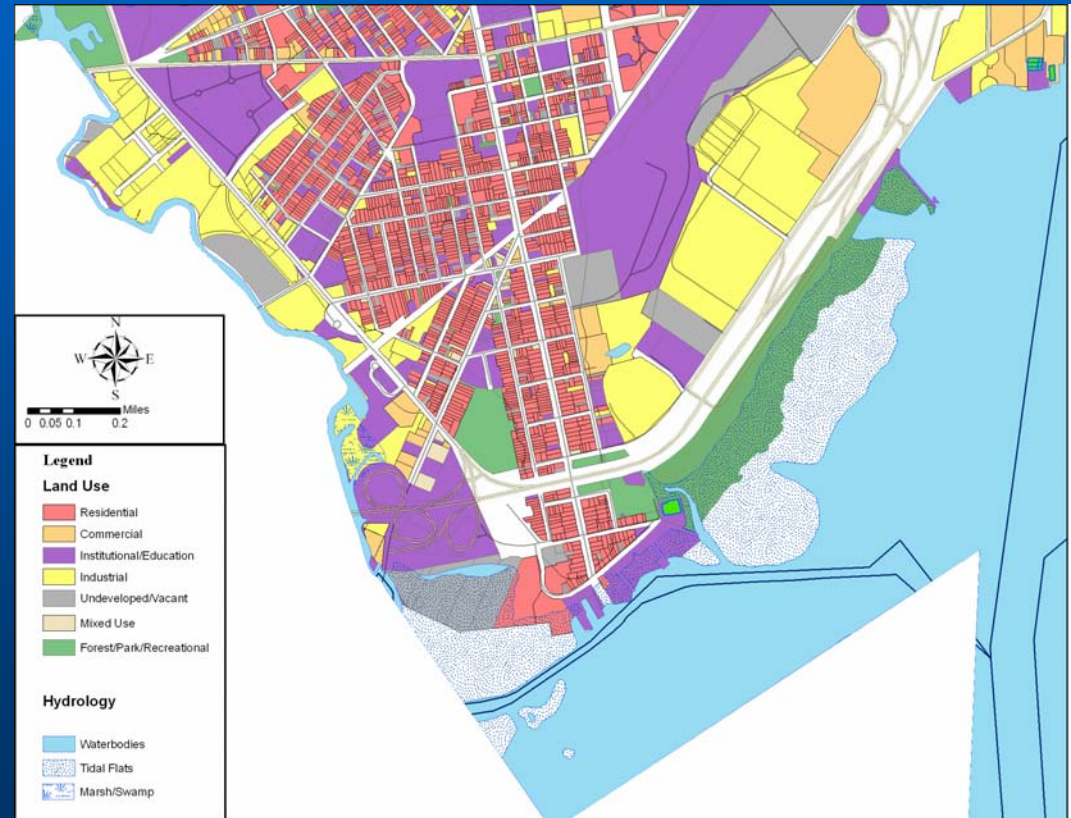 N
W E
S
Miles
0 0.05 0.1 0.2
Legend
Land Use
Residential
Commercial
Institutional/Education
Industrial
Undeveloped/Vacant
Mixed Use
Forest/Park/Recreational
Hydrology
Waterbodies
Tidal Flats
Marsh/Swamp